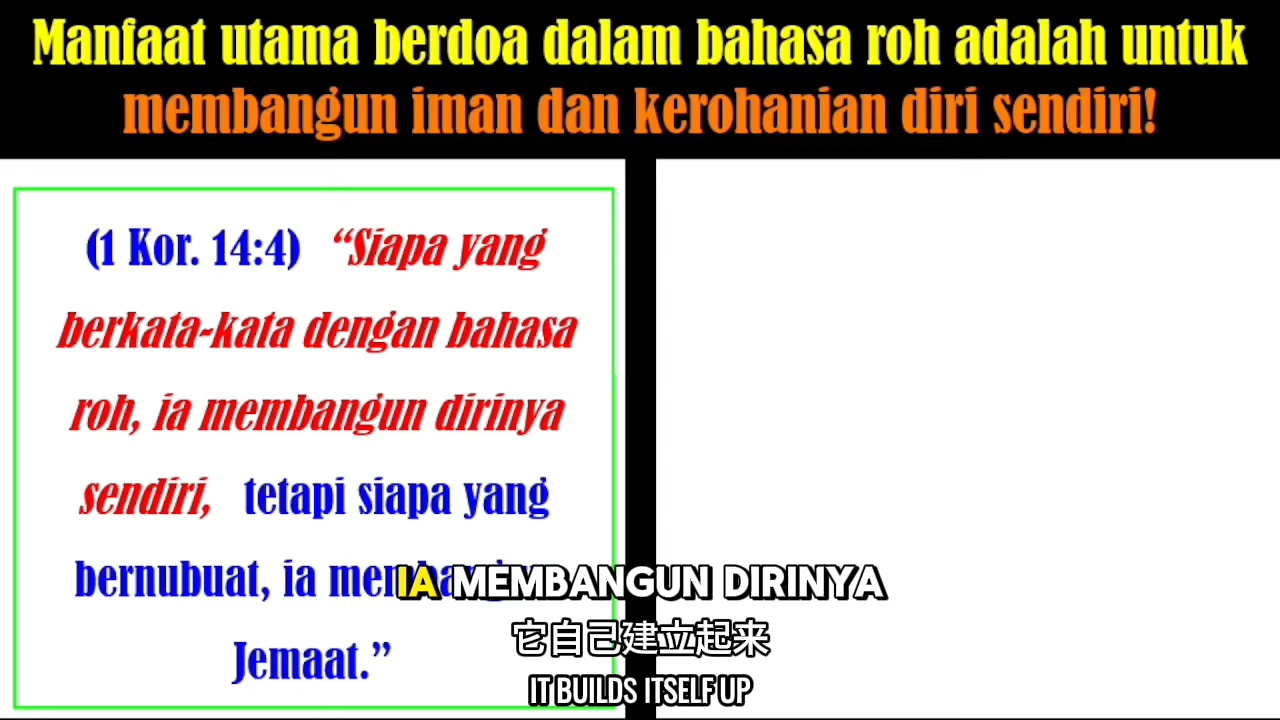 Manfaat utama berdoa dalam bahasa roh adalah untuk
membangun iman dan kerohanian diri sendiri!
(1 Kor. 14:4) “Siapa yang
berkata-kata dengan bahasa
roh, ia membangun dirinya
sendiri, tetapi siapa yang
bernubuat, ia
Jemaat.”
IA MEMBANGUN DIRINYA
它自己建立起来
IT BUILDS ITSELF UP